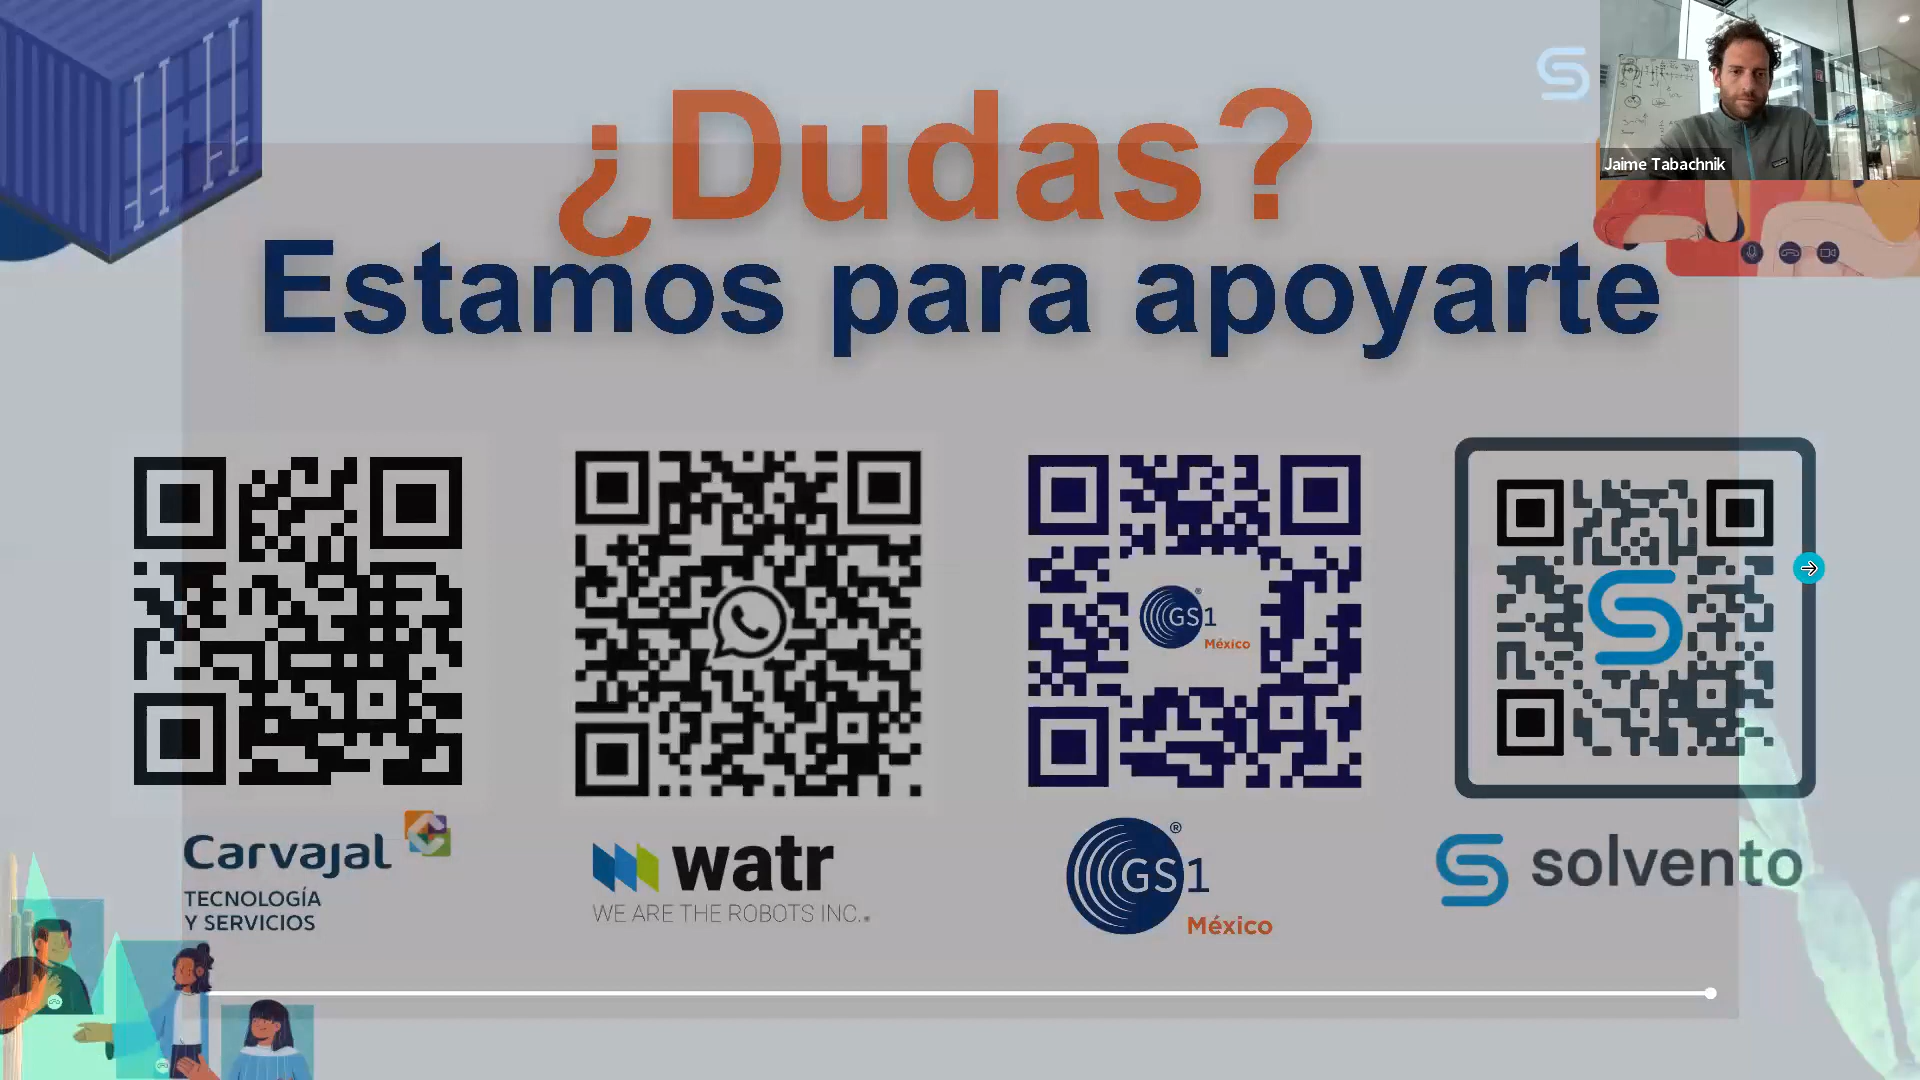 ¿Dudas?
Estamos para apoyarte
Jaime Tabachnik
GS1
México
Carvajal
TECNOLOGÍA
Y SERVICIOS
watr
WE ARE THE ROBOTS INC.
GS1
México
solvento